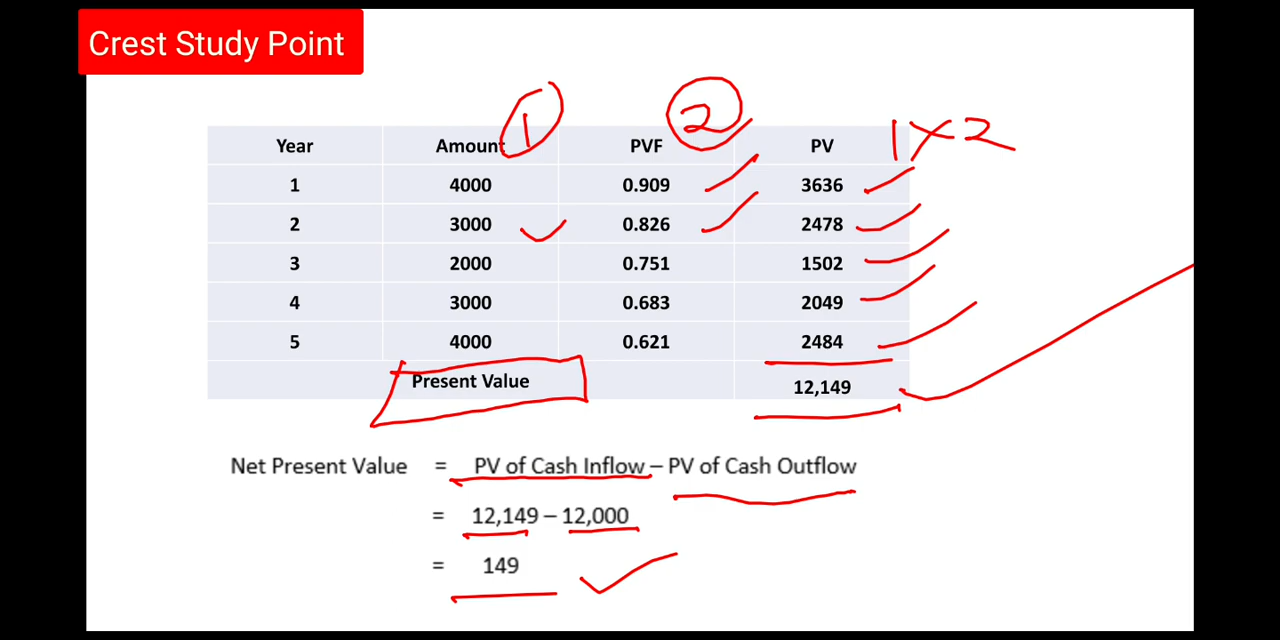 Crest Study Point
1 2
Year Amount PVF PV 1 x 2
1 4000 0.909 3636
2 3000 0.826 2478
3 2000 0.751 1502
4 3000 0.683 2049
5 4000 0.621 2484
Present Value 12,149
Net Present Value = PV of Cash Inflow – PV of Cash Outflow
= 12,149 – 12,000
= 149